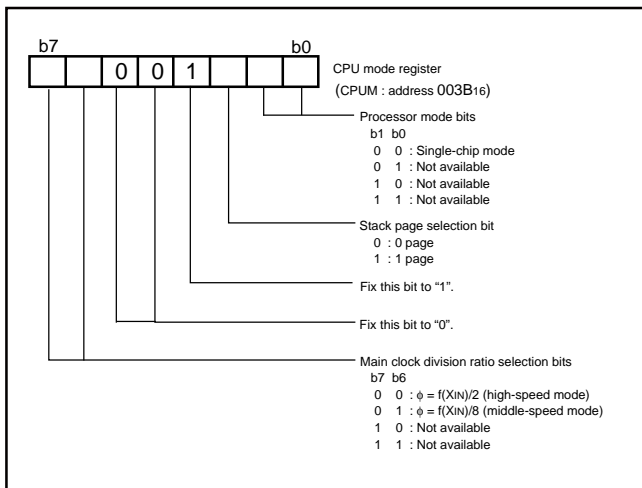 b7 b0
0 0 1
CPU mode register
(CPUM : address 003B16)
Processor mode bits
b1 b0
0 0 : Single-chip mode
0 1 : Not available
1 0 : Not available
1 1 : Not available
Stack page selection bit
0 : 0 page
1 : 1 page
Fix this bit to “1”.
Fix this bit to “0”.
Main clock division ratio selection bits
b7 b6
0 0 : ϕ = f(XIN)/2 (high-speed mode)
0 1 : ϕ = f(XIN)/8 (middle-speed mode)
1 0 : Not available
1 1 : Not available